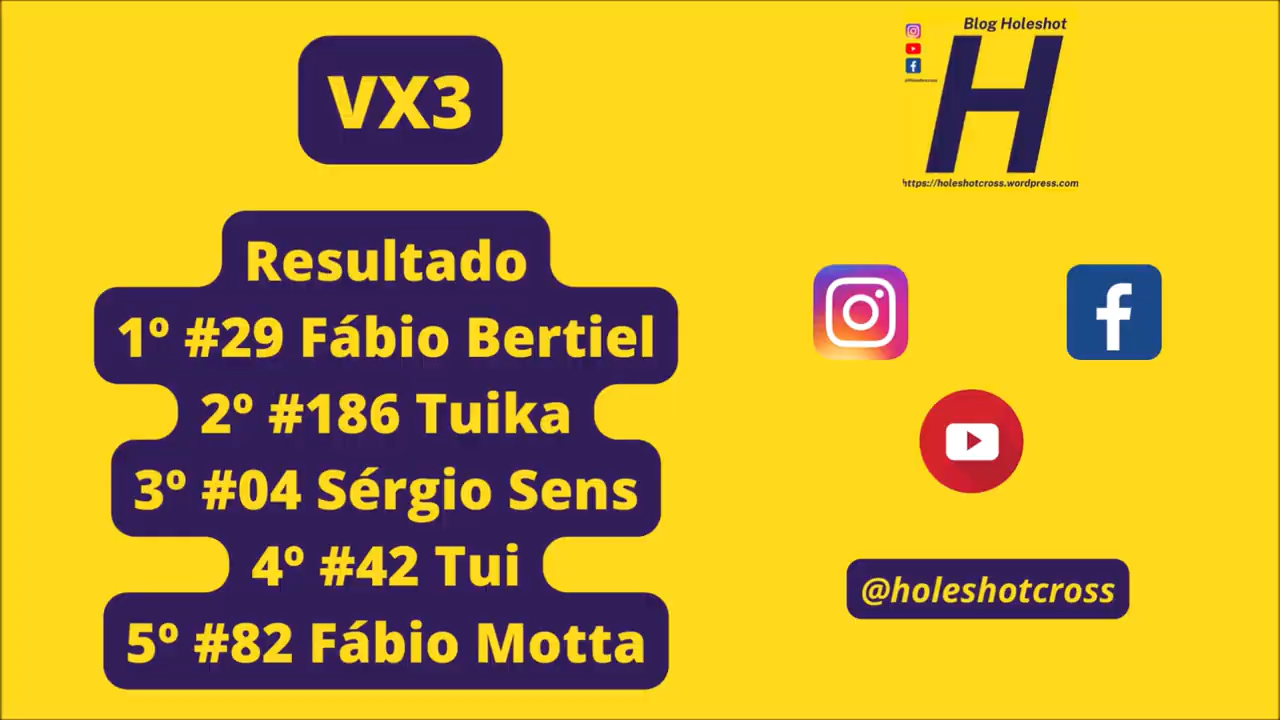 VX3
Resultado
1º #29 Fábio Bertiel
2º #186 Tuika
3º #04 Sérgio Sens
4º #42 Tui
5º #82 Fábio Motta
Blog Holeshot
H
https://holeshotcross.wordpress.com
@holeshotcross